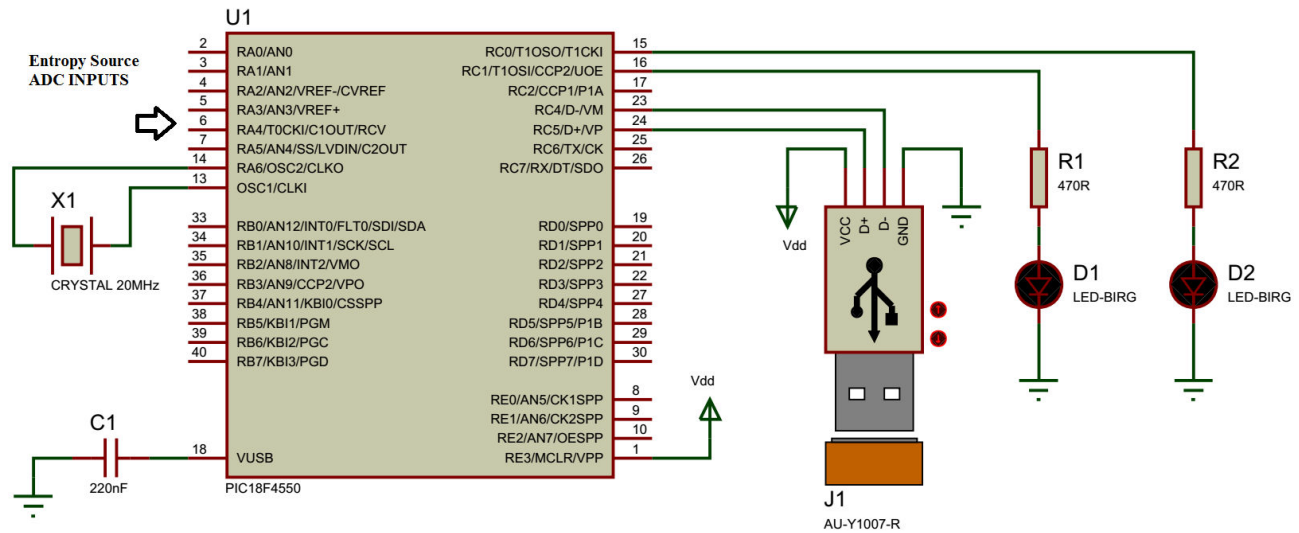 U1
Entropy Source
ADC INPUTS
2 RA0/AN0
3 RA1/AN1
4 RA2/AN2/VREF-/CVREF
5 RA3/AN3/VREF+
6 RA4/T0CKI/C1OUT/RCV
7 RA5/AN4/SS/LVDIN/C2OUT
14 RA6/OSC2/CLKO
13 OSC1/CLKI
33 RB0/AN12/INT0/FLT0/SDI/SDA
34 RB1/AN10/INT1/SCK/SCL
35 RB2/AN8/INT2/VMO
36 RB3/AN9/CCP2/VPO
37 RB4/AN11/KBI0/CSSPP
38 RB5/KBI1/PGM
39 RB6/KBI2/PGC
40 RB7/KBI3/PGD
18 VUSB
RC0/T1OSO/T1CKI 15
RC1/T1OSI/CCP2/UOE 16
RC2/CCP1/P1A 17
RC4/D-/VM 23
RC5/D+/VP 24
RC6/TX/CK 25
RC7/RX/DT/SDO 26
RD0/SPP0 19
RD1/SPP1 20
RD2/SPP2 21
RD3/SPP3 22
RD4/SPP4 27
RD5/SPP5/P1B 28
RD6/SPP6/P1C 29
RD7/SPP7/P1D 30
RE0/AN5/CK1SPP 8
RE1/AN6/CK2SPP 9
RE2/AN7/OESPP 10
RE3/MCLR/VPP 1
PIC18F4550
X1
CRYSTAL 20MHz
C1
220nF
Vdd
Vdd
VCC
D+
D-
GND
J1
AU-Y1007-R
R1
470R
R2
470R
D1
LED-BIRG
D2
LED-BIRG